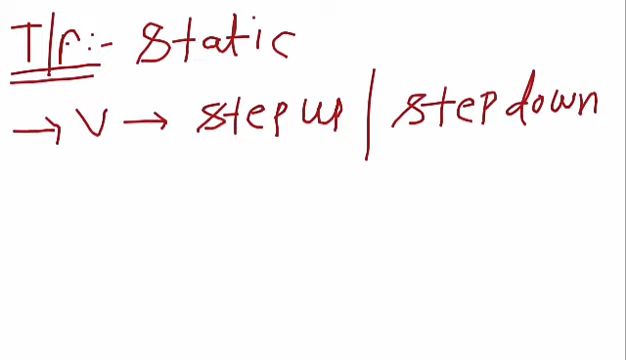 T/r:- Static
→ V → step up | step down